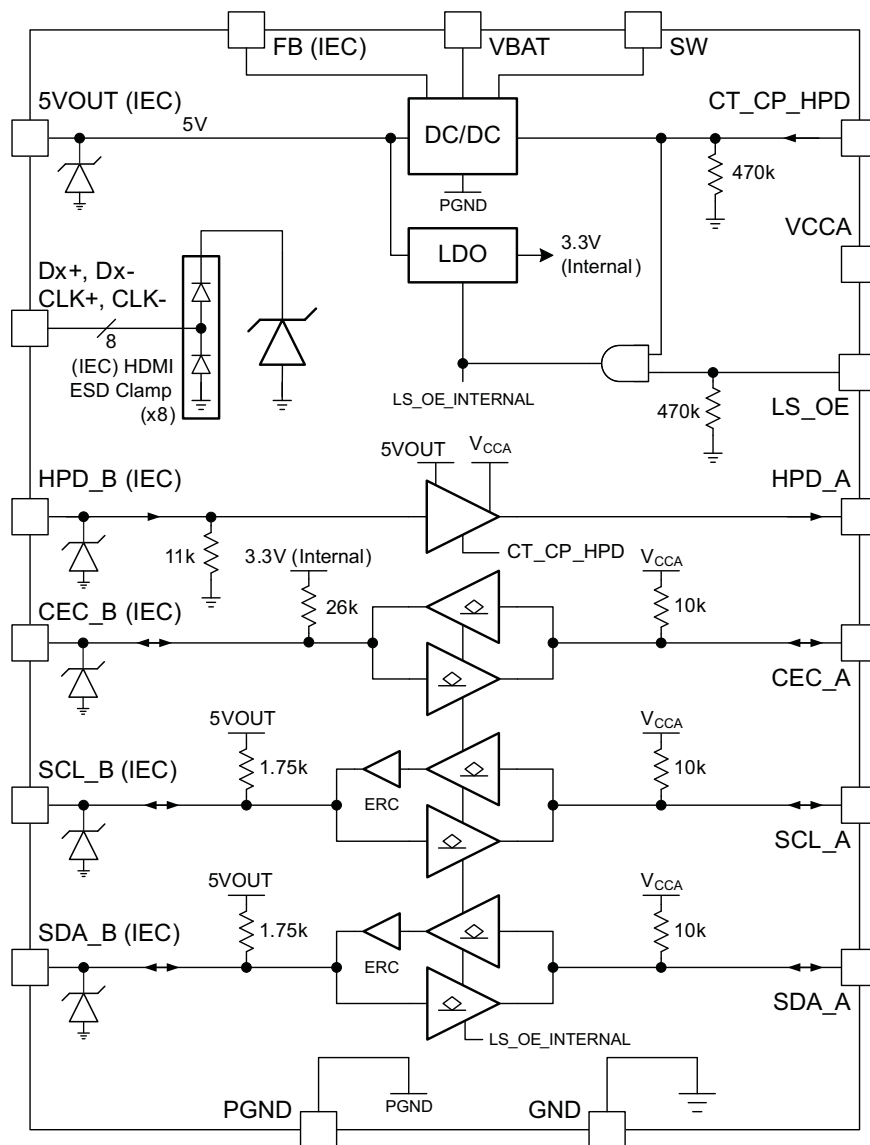 FB (IEC)
VBAT
SW
5VOUT (IEC)
5V
DC/DC
CT_CP_HPD
470k
PGND
VCCA
LDO
3.3V
(Internal)
Dx+, Dx-
CLK+, CLK-
8
(IEC) HDMI
ESD Clamp
(x8)
LS_OE_INTERNAL
470k
LS_OE
5VOUT
VCCA
HPD_B (IEC)
HPD_A
11k
CT_CP_HPD
3.3V (Internal)
26k
VCCA
10k
CEC_B (IEC)
CEC_A
5VOUT
1.75k
VCCA
10k
SCL_B (IEC)
ERC
SCL_A
5VOUT
1.75k
VCCA
10k
SDA_B (IEC)
ERC
SDA_A
LS_OE_INTERNAL
PGND
PGND
GND